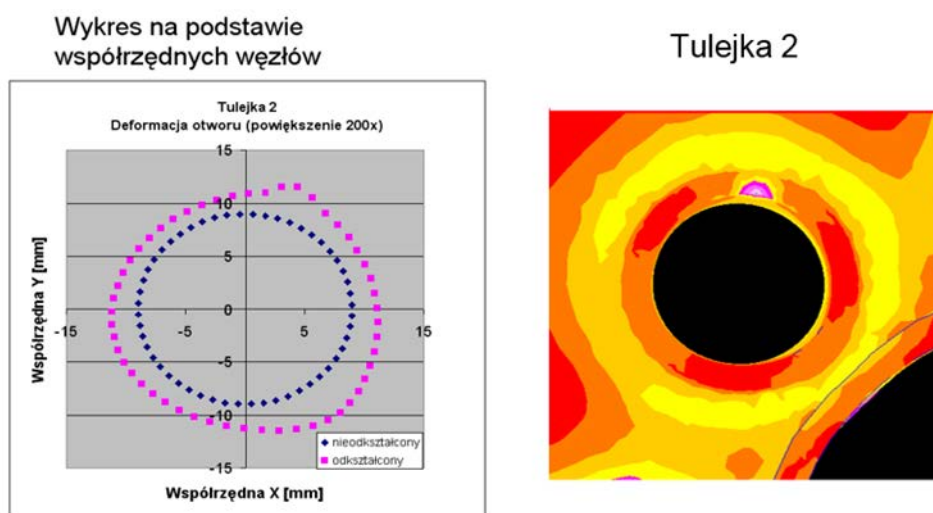 Wykres na podstawie
współrzędnych węzłów
Tulejka 2
Tulejka 2
Deformacja otworu (powiększenie 200x)
15
10
5
0
-5
-10
-15
-15
-5
5
15
Współrzędna Y [mm]
Współrzędna X [mm]
nieodkształcony
odkształcony